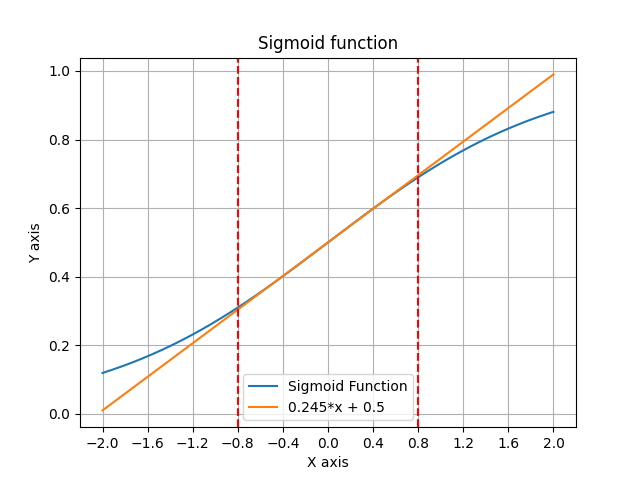 Sigmoid function
Y axis
1.0
0.8
0.6
0.4
0.2
0.0
Sigmoid Function
0.245*x + 0.5
−2.0 −1.6 −1.2 −0.8 −0.4 0.0 0.4 0.8 1.2 1.6 2.0
X axis